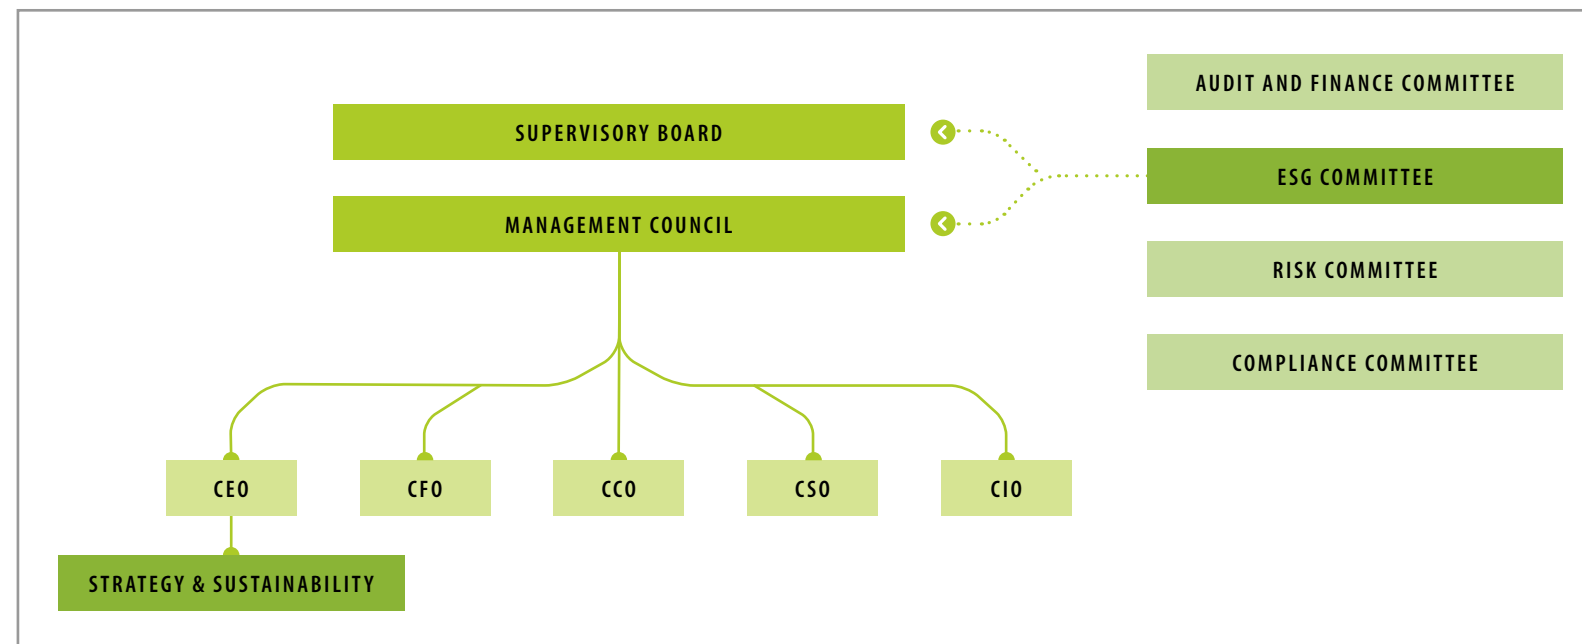 AUDIT AND FINANCE COMMITTEE
SUPERVISORY BOARD
ESG COMMITTEE
MANAGEMENT COUNCIL
RISK COMMITTEE
COMPLIANCE COMMITTEE
CEO
CFO
CCO
CSO
CIO
STRATEGY & SUSTAINABILITY